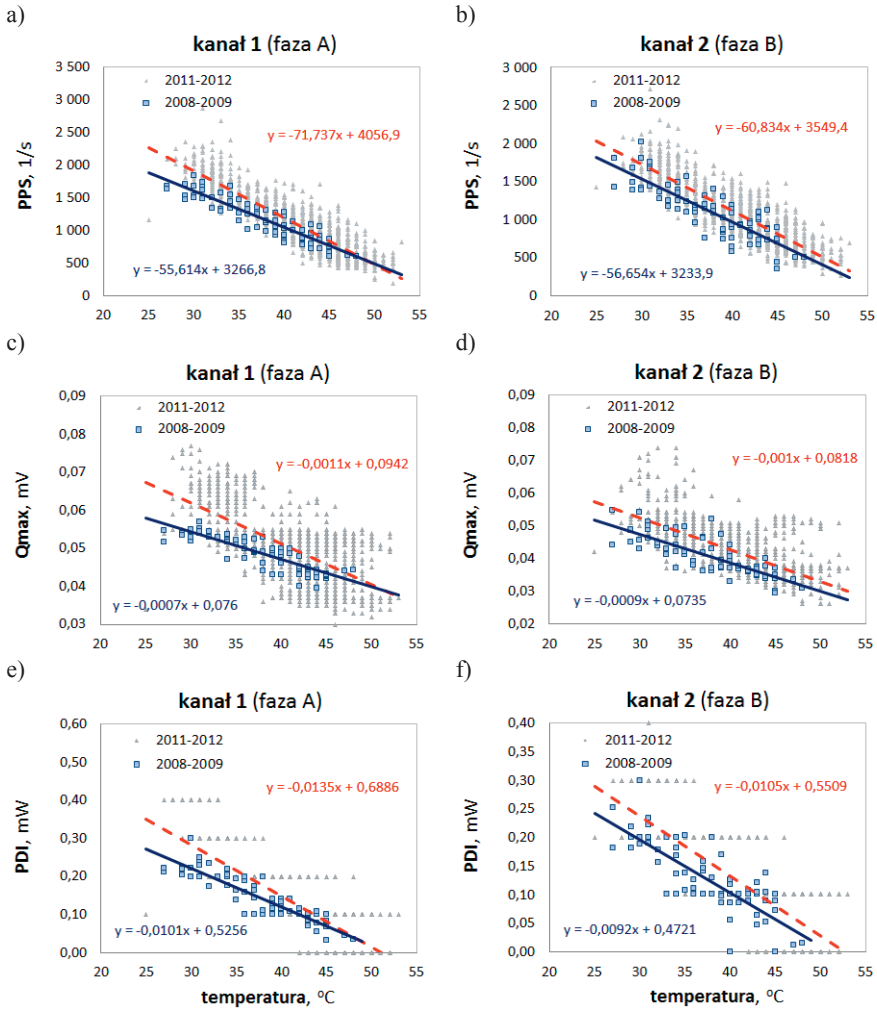 a)
kanał 1 (faza A)
3 500
3 000
2 500
2 000
1 500
1 000
500
0
PPS, 1/s
2011-2012
2008-2009
y = -71,737x + 4056,9
y = -55,614x + 3266,8
20 25 30 35 40 45 50 55
b)
kanał 2 (faza B)
3 000
2 500
2 000
1 500
1 000
500
0
PPS, 1/s
2011-2012
2008-2009
y = -60,834x + 3549,4
y = -56,654x + 3233,9
20 25 30 35 40 45 50 55
c)
kanał 1 (faza A)
0,09
0,08
0,07
0,06
0,05
0,04
0,03
Qmax, mV
2011-2012
2008-2009
y = -0,0011x + 0,0942
y = -0,0007x + 0,076
20 25 30 35 40 45 50 55
d)
kanał 2 (faza B)
0,09
0,08
0,07
0,06
0,05
0,04
0,03
0,02
Qmax, mV
2011-2012
2008-2009
y = -0,001x + 0,0818
y = -0,0009x + 0,0735
20 25 30 35 40 45 50 55
e)
kanał 1 (faza A)
0,60
0,50
0,40
0,30
0,20
0,10
0,00
PDI, mW
2011-2012
2008-2009
y = -0,0135x + 0,6886
y = -0,0101x + 0,5256
20 25 30 35 40 45 50 55
temperatura, °C
f)
kanał 2 (faza B)
0,40
0,30
0,20
0,10
0,00
PDI, mW
2011-2012
2008-2009
y = -0,0105x + 0,5509
y = -0,0092x + 0,4721
20 25 30 35 40 45 50 55
temperatura, °C